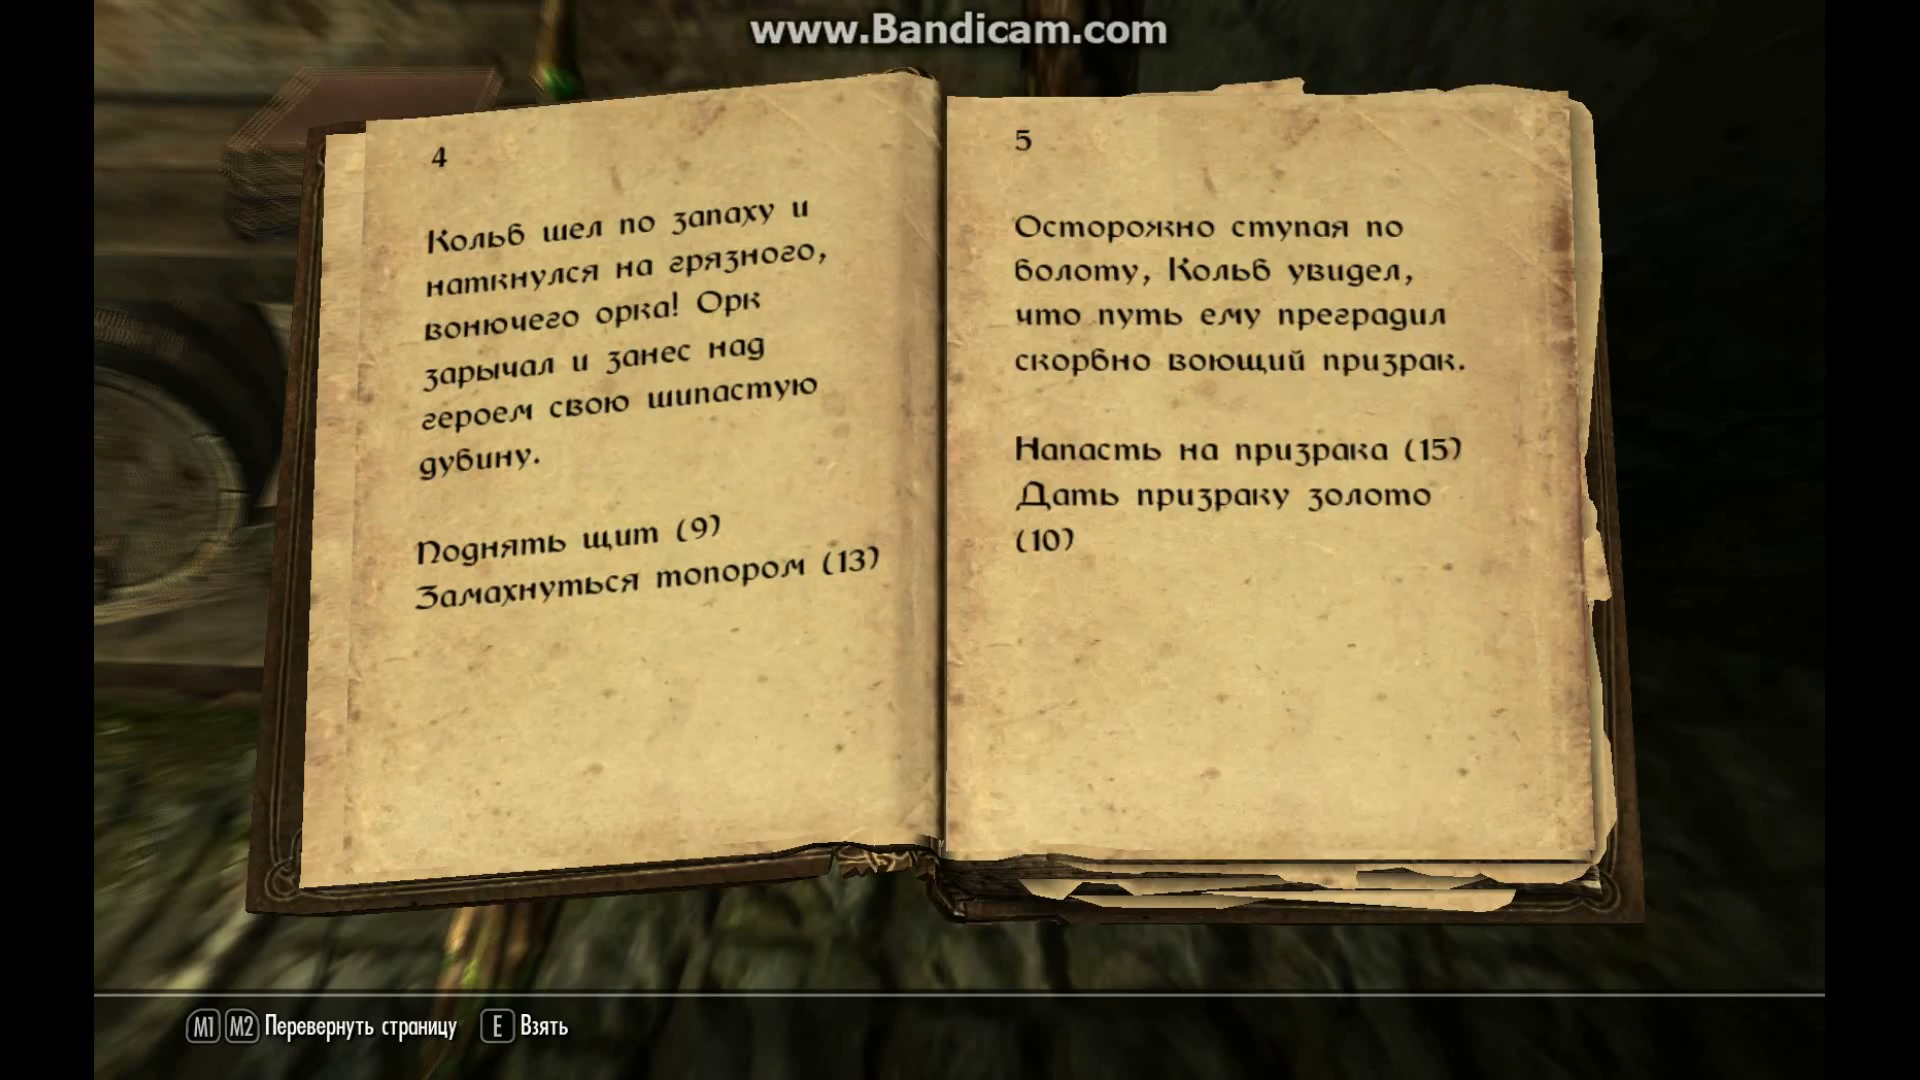 www.Bandicam.com
4
Кольб шел по запаху и
наткнулся на грязного,
вонючего орка! Орк
зарычал и занес над
героем свою шипастую
дубину.
Поднять щит (9)
Замахнуться топором (13)
5
Осторожно ступая по
болоту, Кольб увидел,
что путь ему преградил
скорбно воющий призрак.
Напасть на призрака (15)
Дать призраку золото
(10)
M1 M2 Перевернуть страницу E Взять